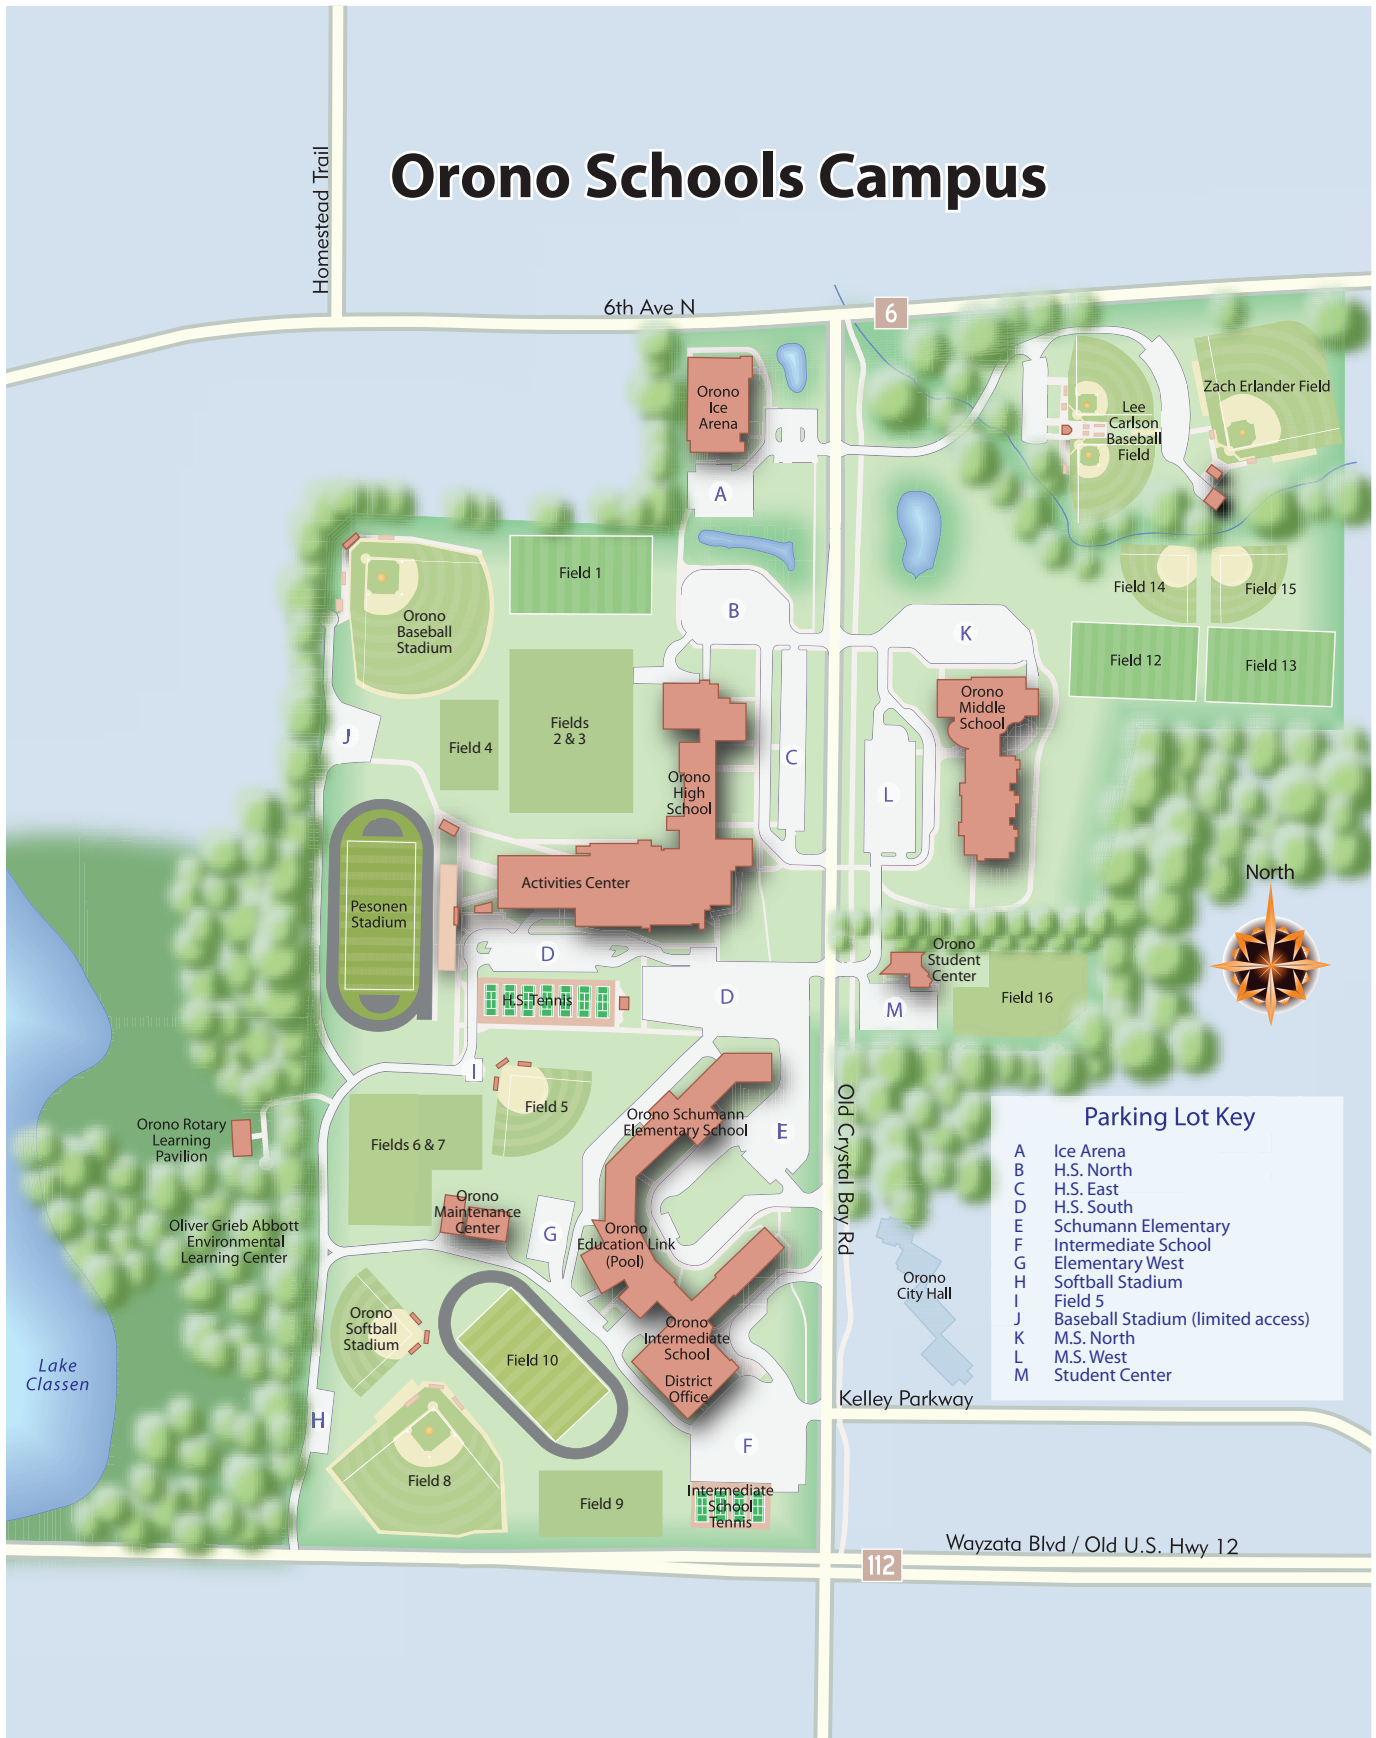 Orono Schools Campus
Homestead Trail
6th Ave N
6
Orono
Ice
Arena
A
Lee
Carlson
Baseball
Field
Zach Erlander Field
Field 1
Orono
Baseball
Stadium
B
K
Field 14
Field 15
Field 12
Field 13
J
Field 4
Fields
2 & 3
Orono
High
School
C
L
Orono
Middle
School
Pesonen
Stadium
Activities Center
D
H.S. Tennis
D
Orono
Student
Center
M
Field 16
North
I
Field 5
Fields 6 & 7
Orono Rotary
Learning
Pavilion
Orono Schumann
Elementary School
E
Old Crystal Bay Rd
Oliver Grieb Abbott
Environmental
Learning Center
Orono
Maintenance
Center
G
Orono
Education Link
(Pool)
Orono
City Hall
Orono
Softball
Stadium
Field 10
Orono
Intermediate
School
District
Office
Lake
Classen
H
Field 8
Field 9
F
Intermediate
School
Tennis
Kelley Parkway
Wayzata Blvd / Old U.S. Hwy 12
112
Parking Lot Key
A Ice Arena
B H.S. North
C H.S. East
D H.S. South
E Schumann Elementary
F Intermediate School
G Elementary West
H Softball Stadium
I Field 5
J Baseball Stadium (limited access)
K M.S. North
L M.S. West
M Student Center